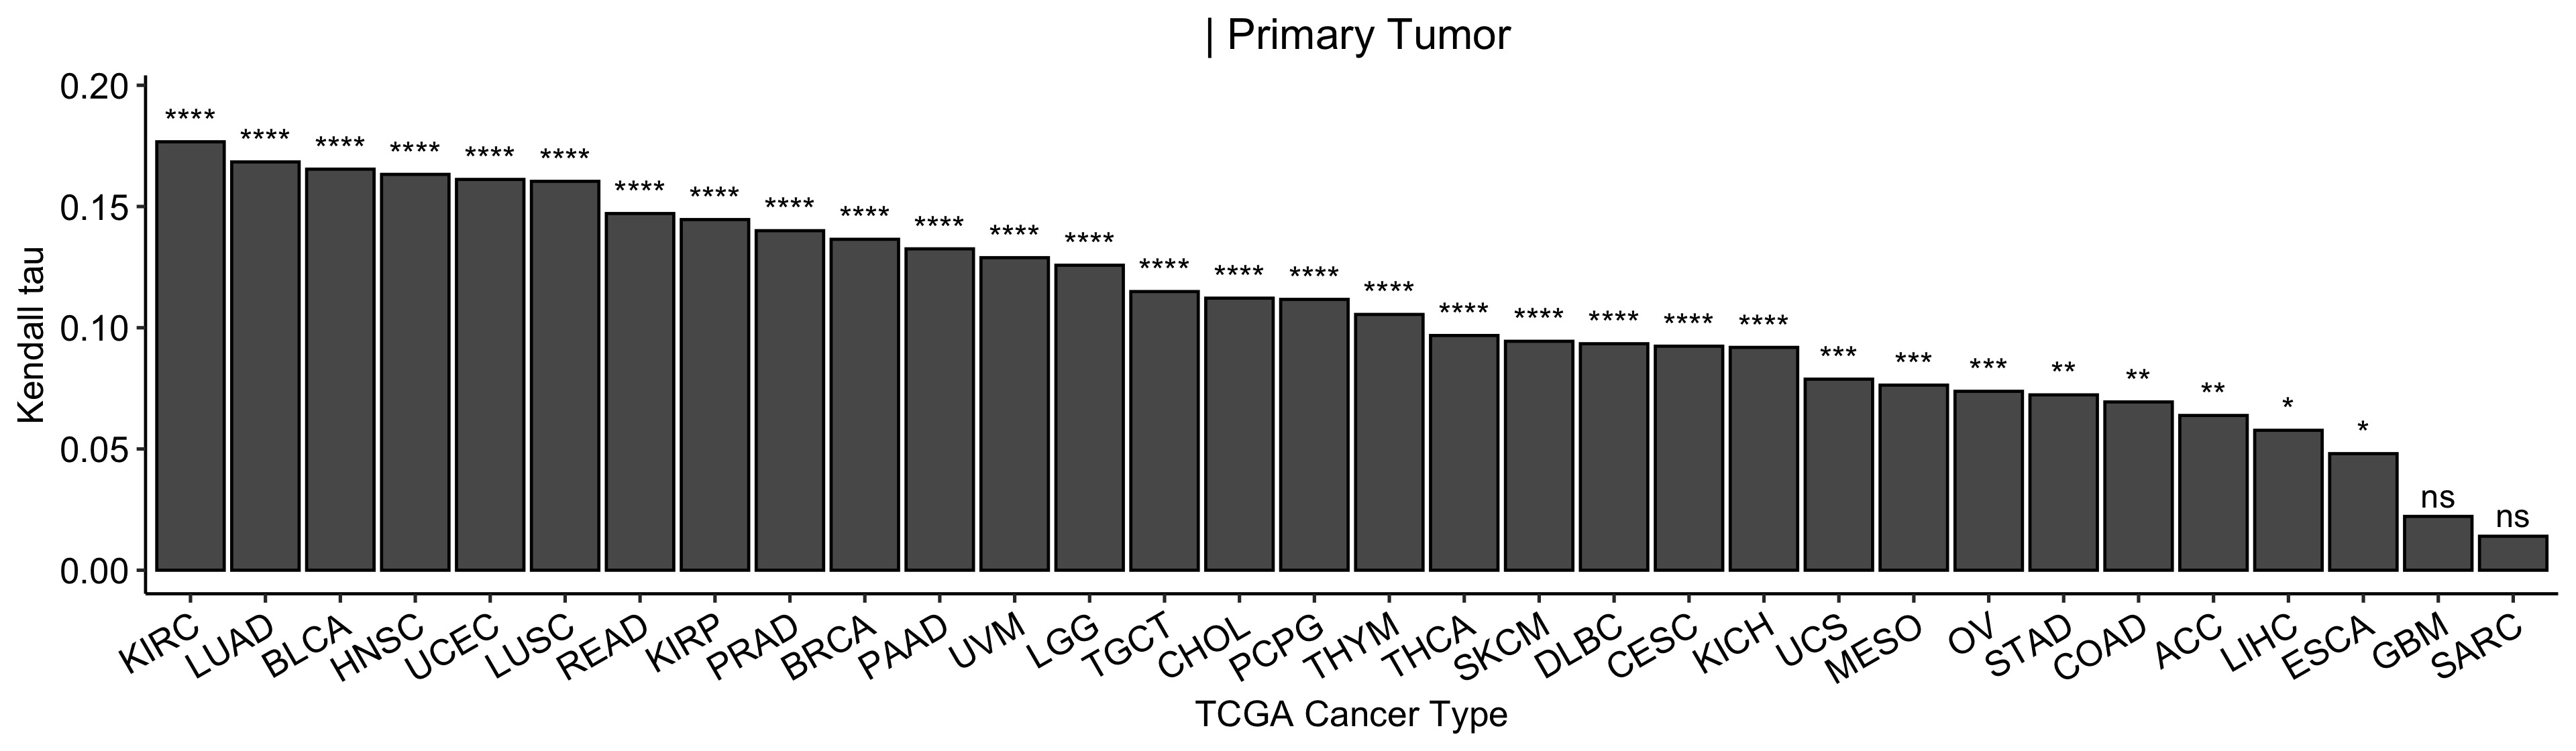 | Primary Tumor
Kendall tau
0.20
0.15
0.10
0.05
0.00
**** **** **** **** **** **** **** **** **** **** **** **** **** **** **** **** **** **** **** **** **** **** *** *** *** ** ** ** * * ns ns
KIRC LUAD BLCA HNSC UCEC LUSC READ KIRP PRAD BRCA PAAD UVM LGG TGCT CHOL PCPG THYM THCA SKCM DLBC CESC KICH UCS MESO OV STAD COAD ACC LIHC ESCA GBM SARC
TCGA Cancer Type